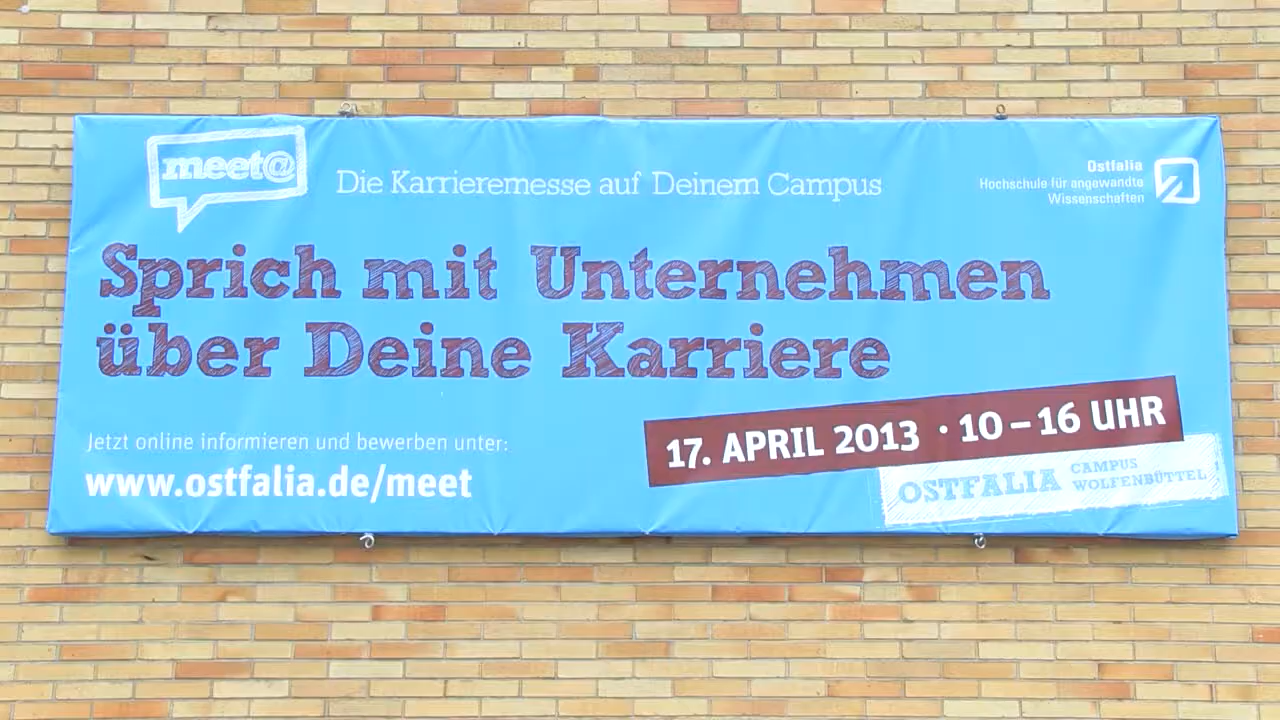 meet@
Die Karrieremesse auf Deinem Campus
Ostfalia
Hochschule für angewandte
Wissenschaften
Sprich mit Unternehmen
über Deine Karriere
17. APRIL 2013 · 10 – 16 UHR
Jetzt online informieren und bewerben unter:
www.ostfalia.de/meet
OSTFALIA CAMPUS
WOLFENBÜTTEL